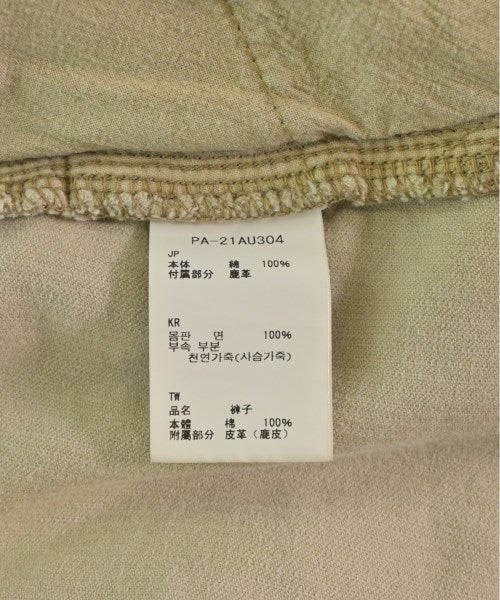 PA-21AU304
JP
本体 綿 100%
付属部分 鹿革
KR
몸판 면 100%
부속 부분
천연가죽(사슴가죽)
TW
品名 褲子
本體 棉 100%
附屬部分 皮革（鹿皮）